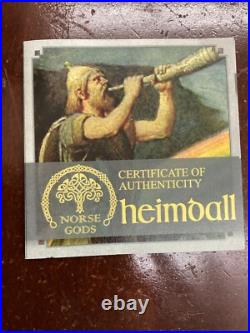 CERTIFICATE OF
AUTHENTICITY
NORSE
GODS
heimdall